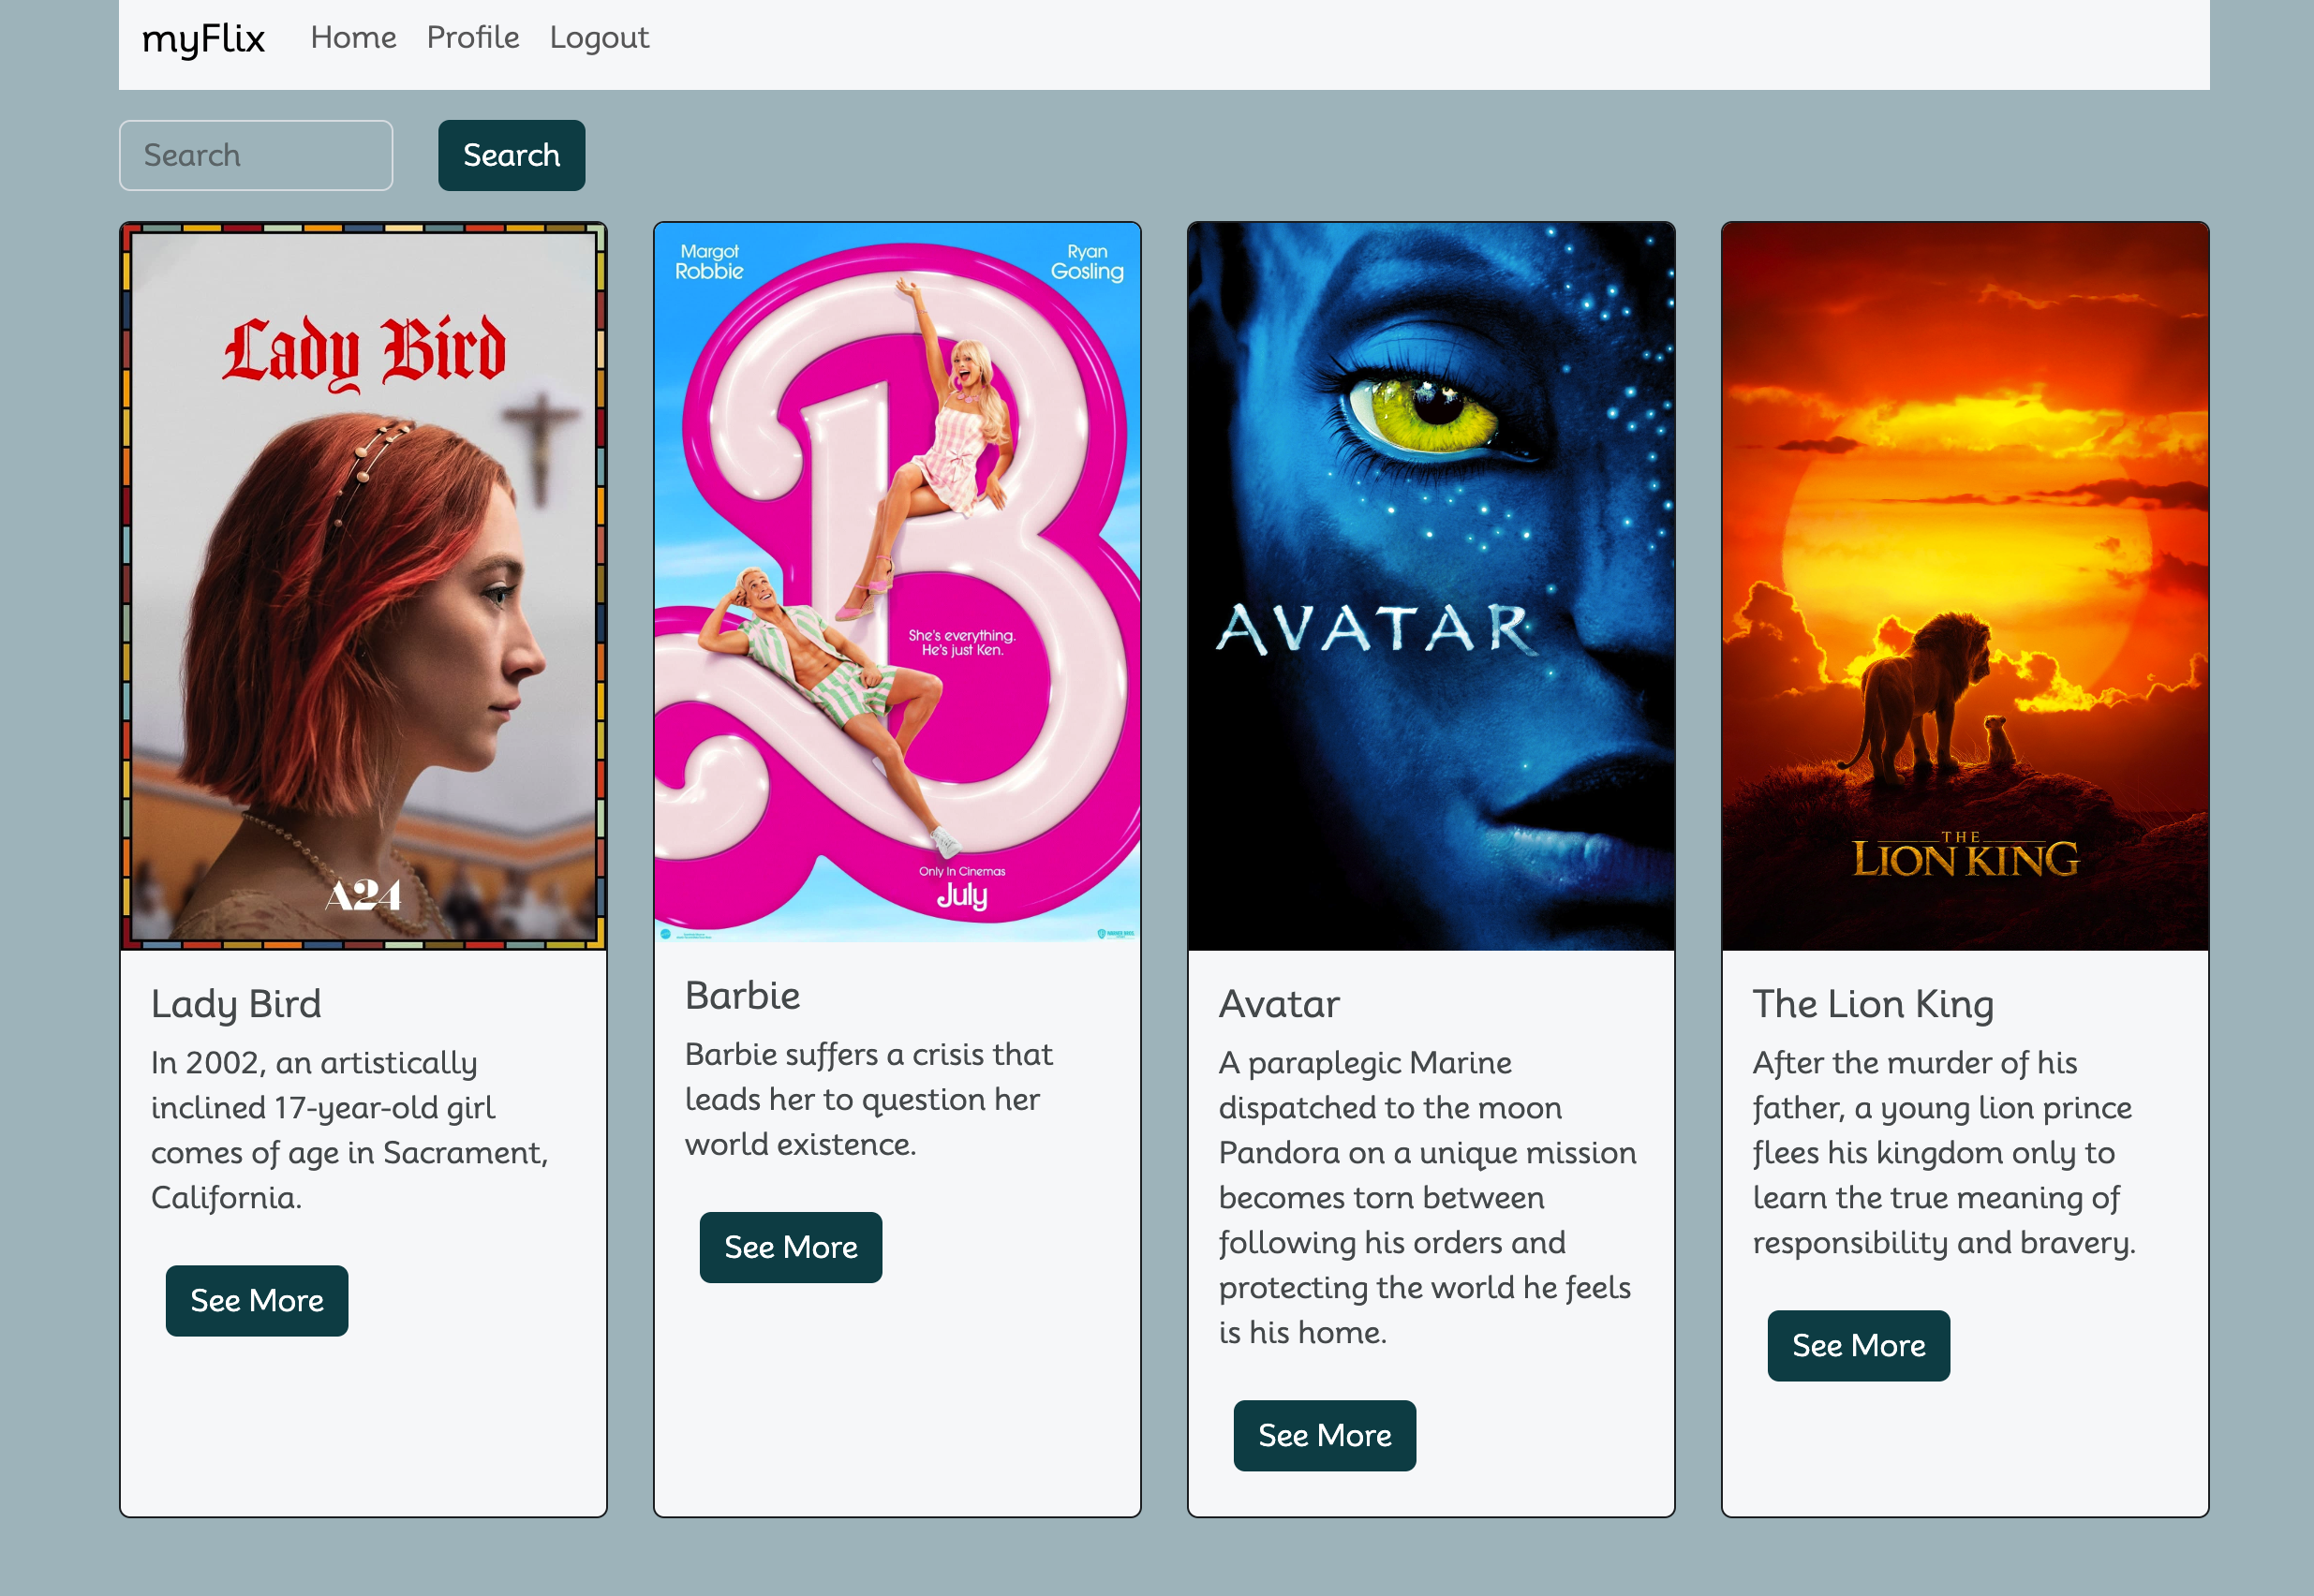 myFlix Home Profile Logout
Search Search
Lady Bird
A24
Lady Bird
In 2002, an artistically
inclined 17-year-old girl
comes of age in Sacrament,
California.
See More
Margot
Robbie
Ryan
Gosling
She's everything.
He's just Ken.
Only In Cinemas
July
Barbie
Barbie suffers a crisis that
leads her to question her
world existence.
See More
AVATAR
Avatar
A paraplegic Marine
dispatched to the moon
Pandora on a unique mission
becomes torn between
following his orders and
protecting the world he feels
is his home.
See More
THE
LION KING
The Lion King
After the murder of his
father, a young lion prince
flees his kingdom only to
learn the true meaning of
responsibility and bravery.
See More